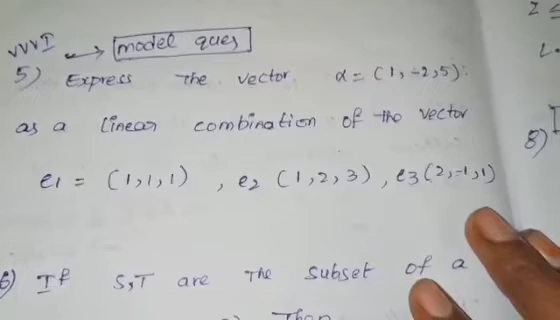 VVVI → model ques
5) Express the vector α = (1, -2, 5).
as a linear combination of the vector
e1 = (1,1,1) , e2 (1,2,3) , e3 (2,-1,1)
8)
6) If S,T are the subset of a
Then